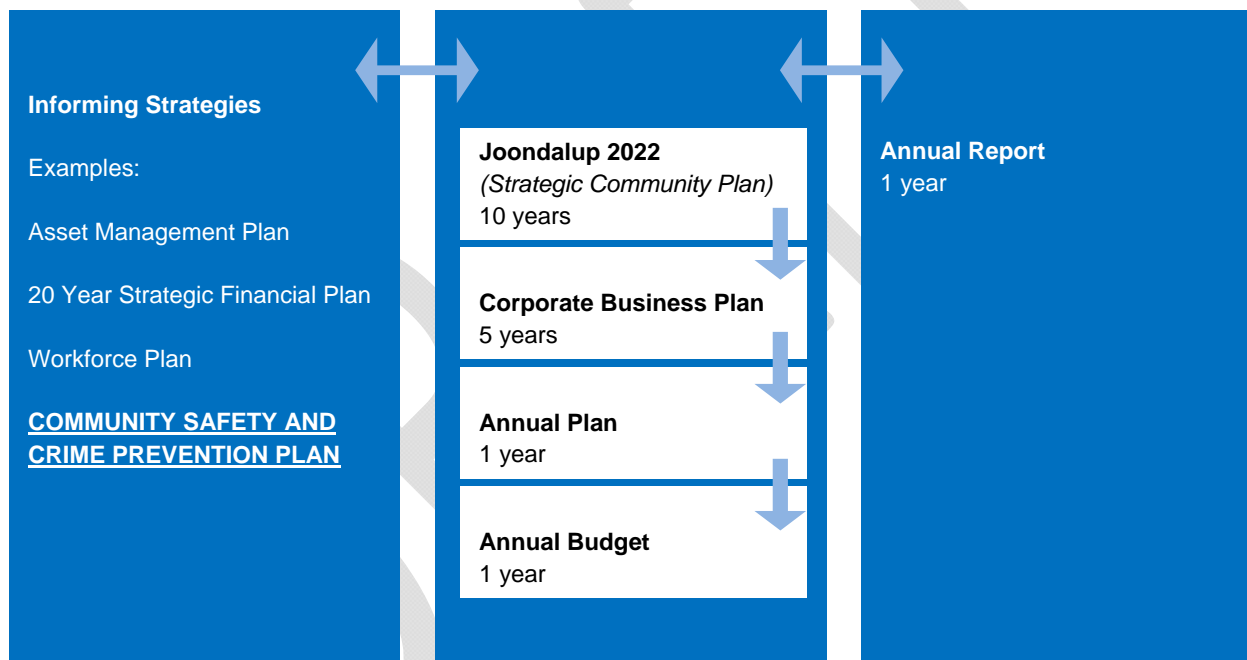 Informing Strategies
Examples:
Asset Management Plan
20 Year Strategic Financial Plan
Workforce Plan
COMMUNITY SAFETY AND
CRIME PREVENTION PLAN
Joondalup 2022
(Strategic Community Plan)
10 years
Corporate Business Plan
5 years
Annual Plan
1 year
Annual Budget
1 year
Annual Report
1 year